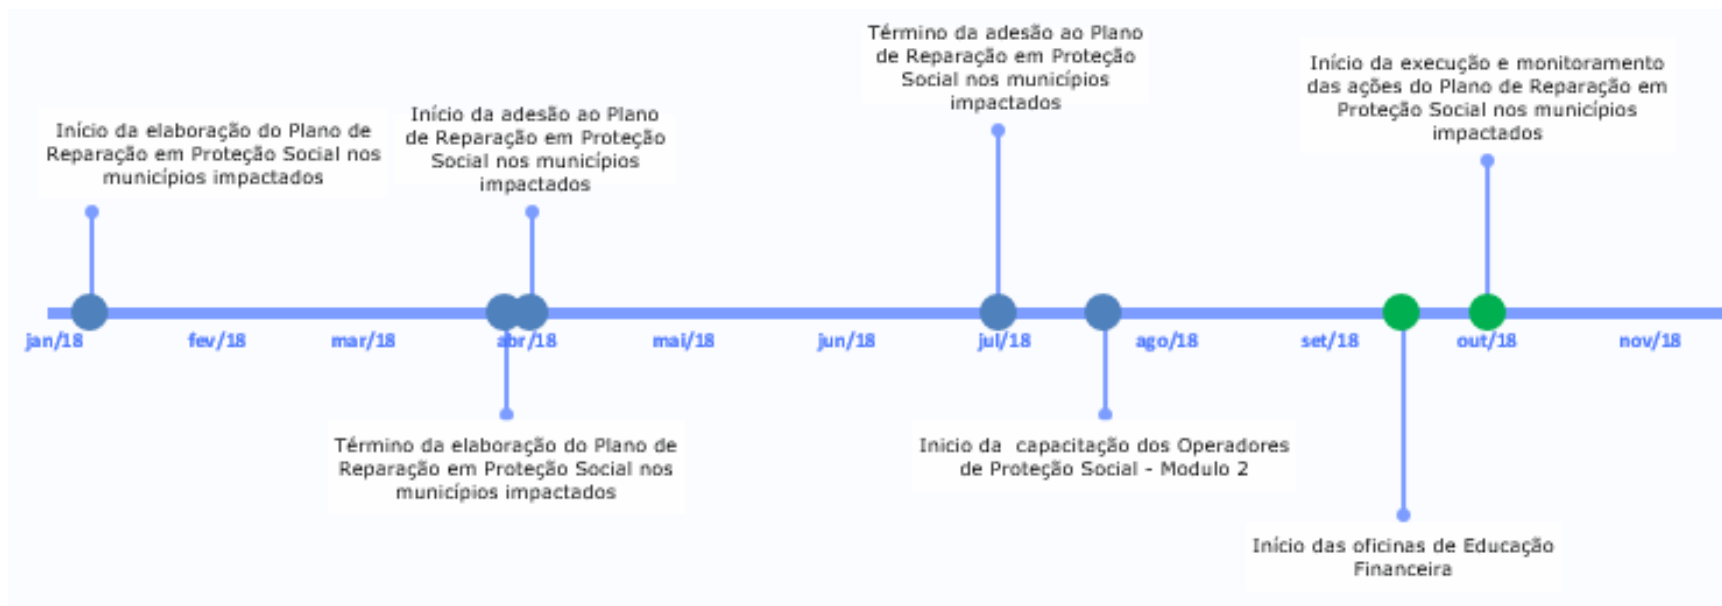 Início da elaboração do Plano de
Reparação em Proteção Social nos
municípios impactados
Início da adesão ao Plano
de Reparação em Proteção
Social nos municípios
impactados
Término da adesão ao Plano
de Reparação em Proteção
Social nos municípios
impactados
Início da execução e monitoramento
das ações do Plano de Reparação em
Proteção Social nos municípios
impactados
jan/18 fev/18 mar/18 abr/18 mai/18 jun/18 jul/18 ago/18 set/18 out/18 nov/18
Término da elaboração do Plano de
Reparação em Proteção Social nos
municípios impactados
Inicio da  capacitação dos Operadores
de Proteção Social - Modulo 2
Início das oficinas de Educação
Financeira